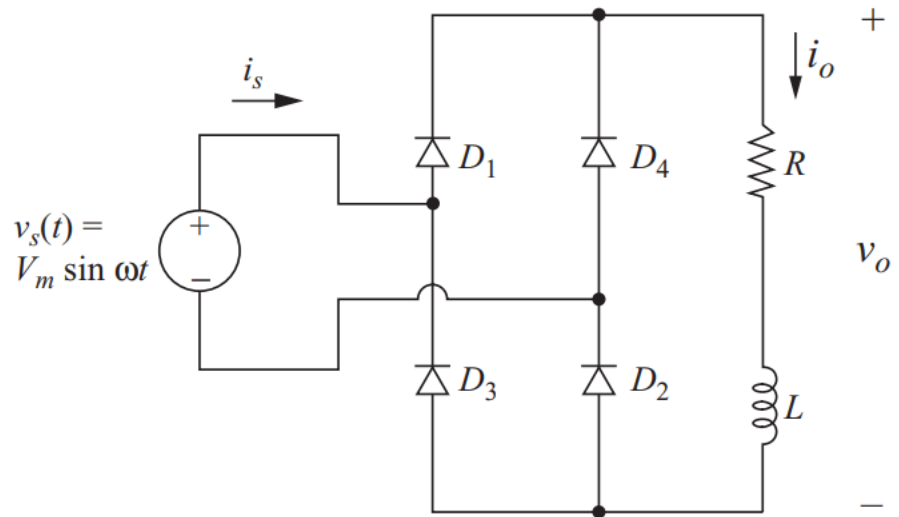 +
i_s
i_o
D_1
D_4
R
v_s(t) =
V_m sin ωt
+
−
v_o
D_3
D_2
L
−